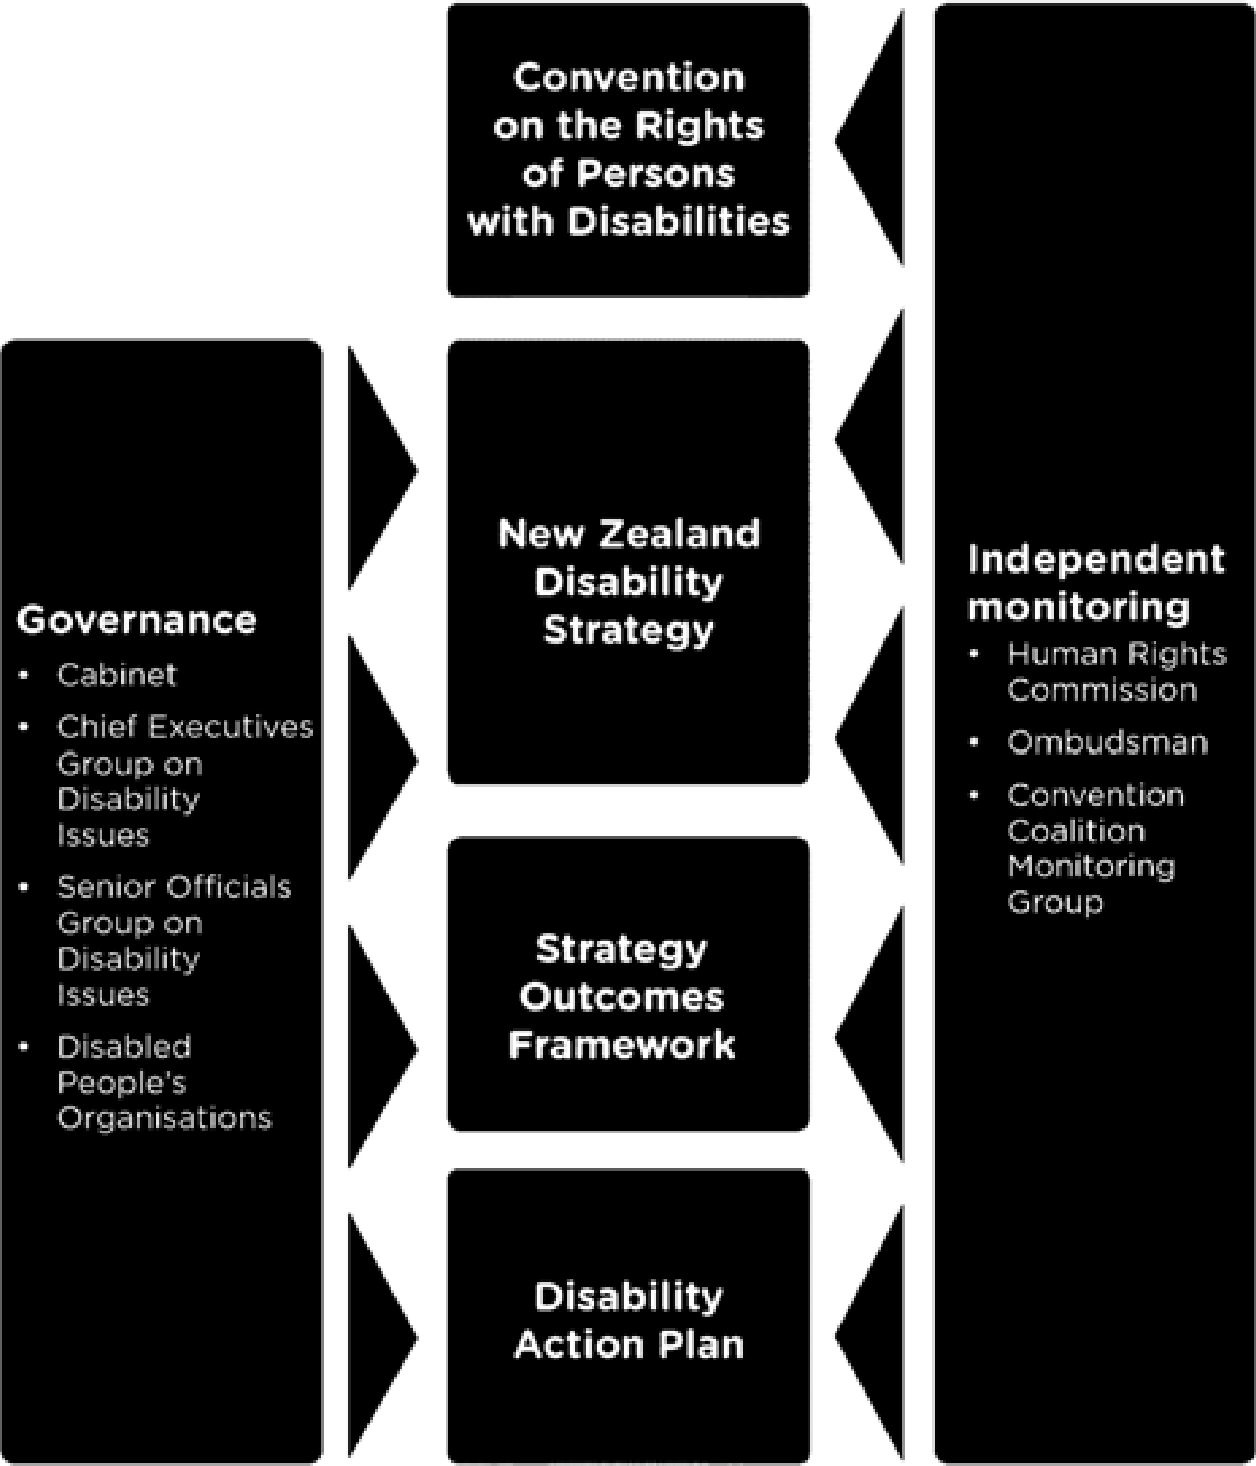 Convention
on the Rights
of Persons
with Disabilities
New Zealand
Disability
Strategy
Strategy
Outcomes
Framework
Disability
Action Plan
Governance
• Cabinet
• Chief Executives
Group on
Disability
Issues
• Senior Officials
Group on
Disability
Issues
• Disabled
People's
Organisations
Independent
monitoring
• Human Rights
Commission
• Ombudsman
• Convention
Coalition
Monitoring
Group